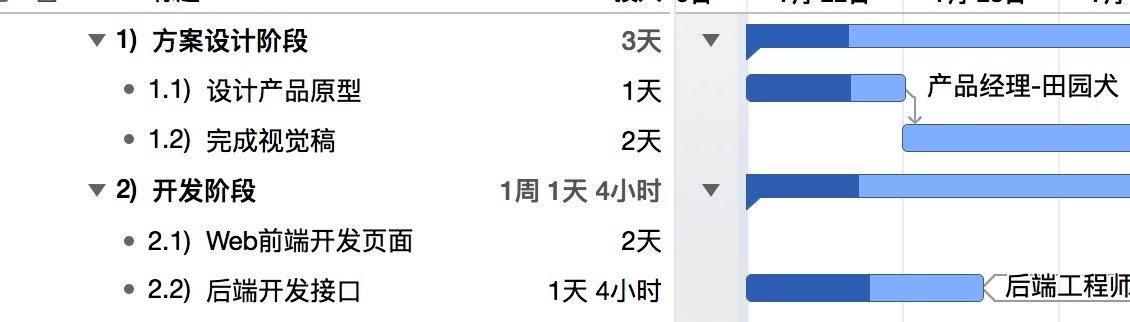 1) 方案设计阶段 3天
1.1) 设计产品原型 1天 产品经理-田园犬
1.2) 完成视觉稿 2天
2) 开发阶段 1周 1天 4小时
2.1) Web前端开发页面 2天
2.2) 后端开发接口 1天 4小时 后端工程师